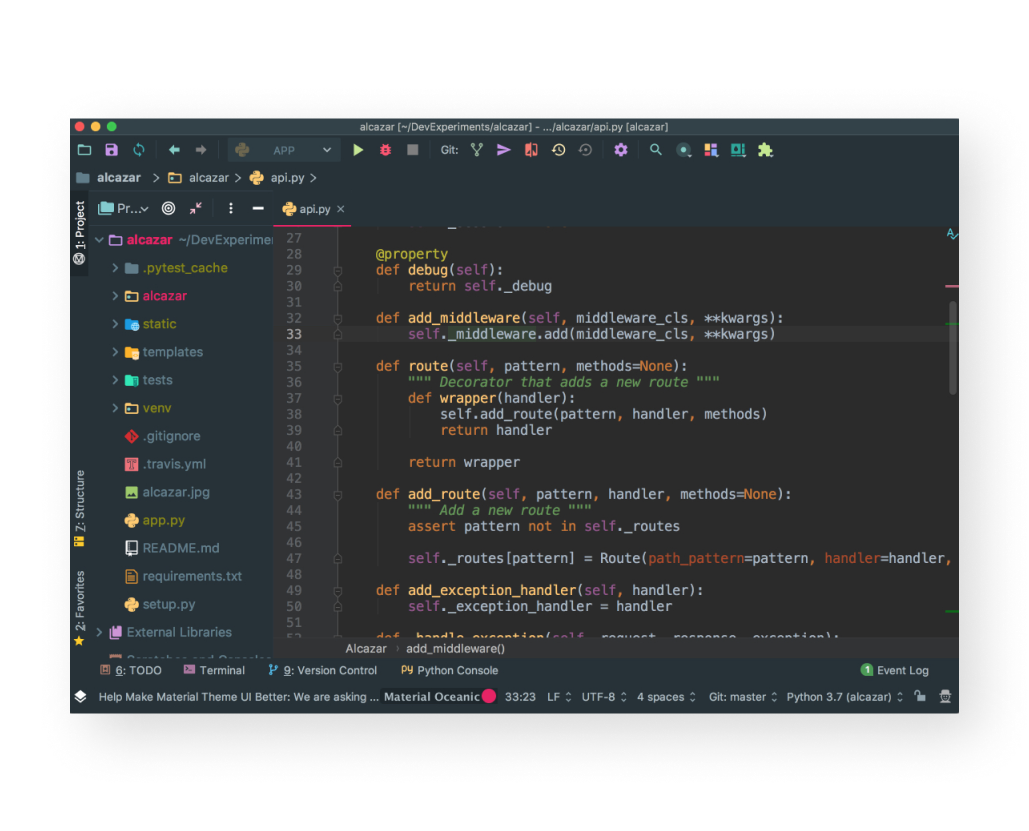 alcazar [~/DevExperiments/alcazar] - .../alcazar/api.py [alcazar]
APP Git:
alcazar > alcazar > api.py >
Pr... api.py ×
1: Project
alcazar ~/DevExperime
.pytest_cache
alcazar
static
templates
tests
venv
.gitignore
.travis.yml
alcazar.jpg
app.py
README.md
requirements.txt
setup.py
External Libraries
Z: Structure
2: Favorites
27
28 @property
29 def debug(self):
30 return self._debug
31
32 def add_middleware(self, middleware_cls, **kwargs):
33 self._middleware.add(middleware_cls, **kwargs)
34
35 def route(self, pattern, methods=None):
36 """ Decorator that adds a new route """
37 def wrapper(handler):
38 self.add_route(pattern, handler, methods)
39 return handler
40
41 return wrapper
42
43 def add_route(self, pattern, handler, methods=None):
44 """ Add a new route """
45 assert pattern not in self._routes
46
47 self._routes[pattern] = Route(path_pattern=pattern, handler=handler,
48
49 def add_exception_handler(self, handler):
50 self._exception_handler = handler
51
52 def _handle_exception(self, request, response, exception):
Alcazar › add_middleware()
6: TODO Terminal 9: Version Control Python Console 1 Event Log
Help Make Material Theme UI Better: We are asking ... Material Oceanic 33:23 LF UTF-8 4 spaces Git: master Python 3.7 (alcazar)